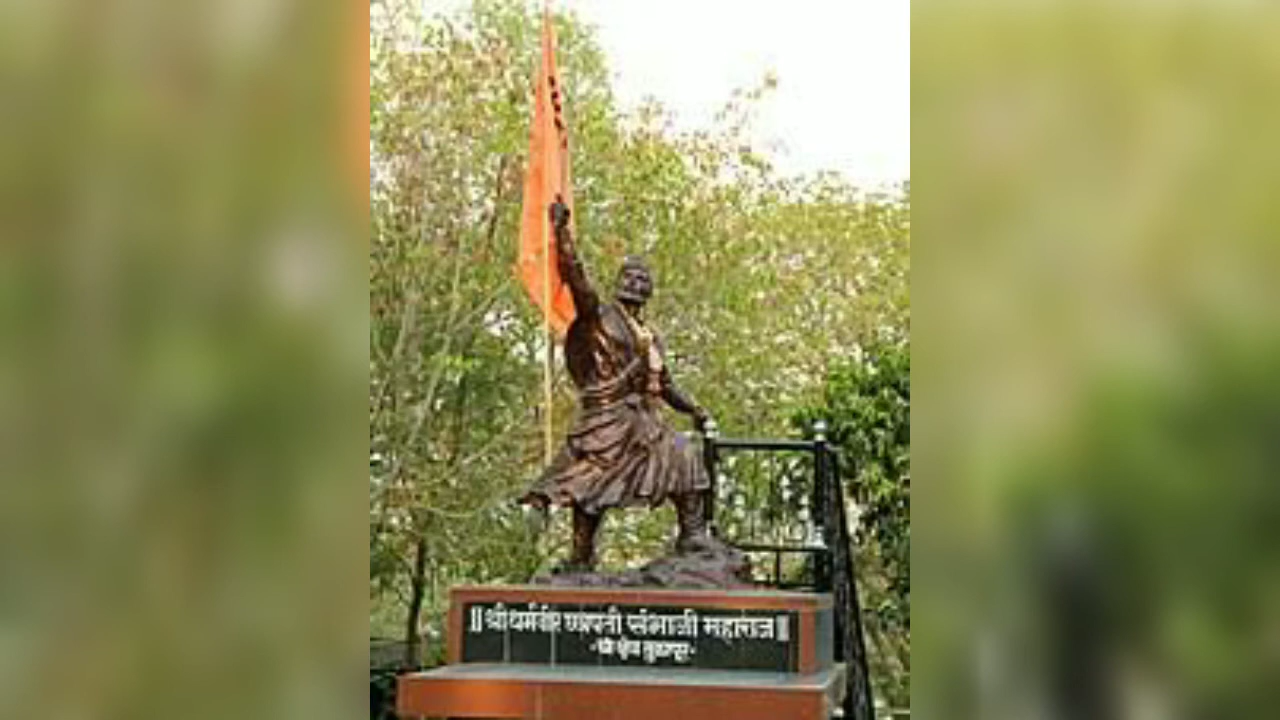 ॥ श्री धर्मवीर छत्रपती संभाजी महाराज ॥
-श्री क्षेत्र तुळापूर-